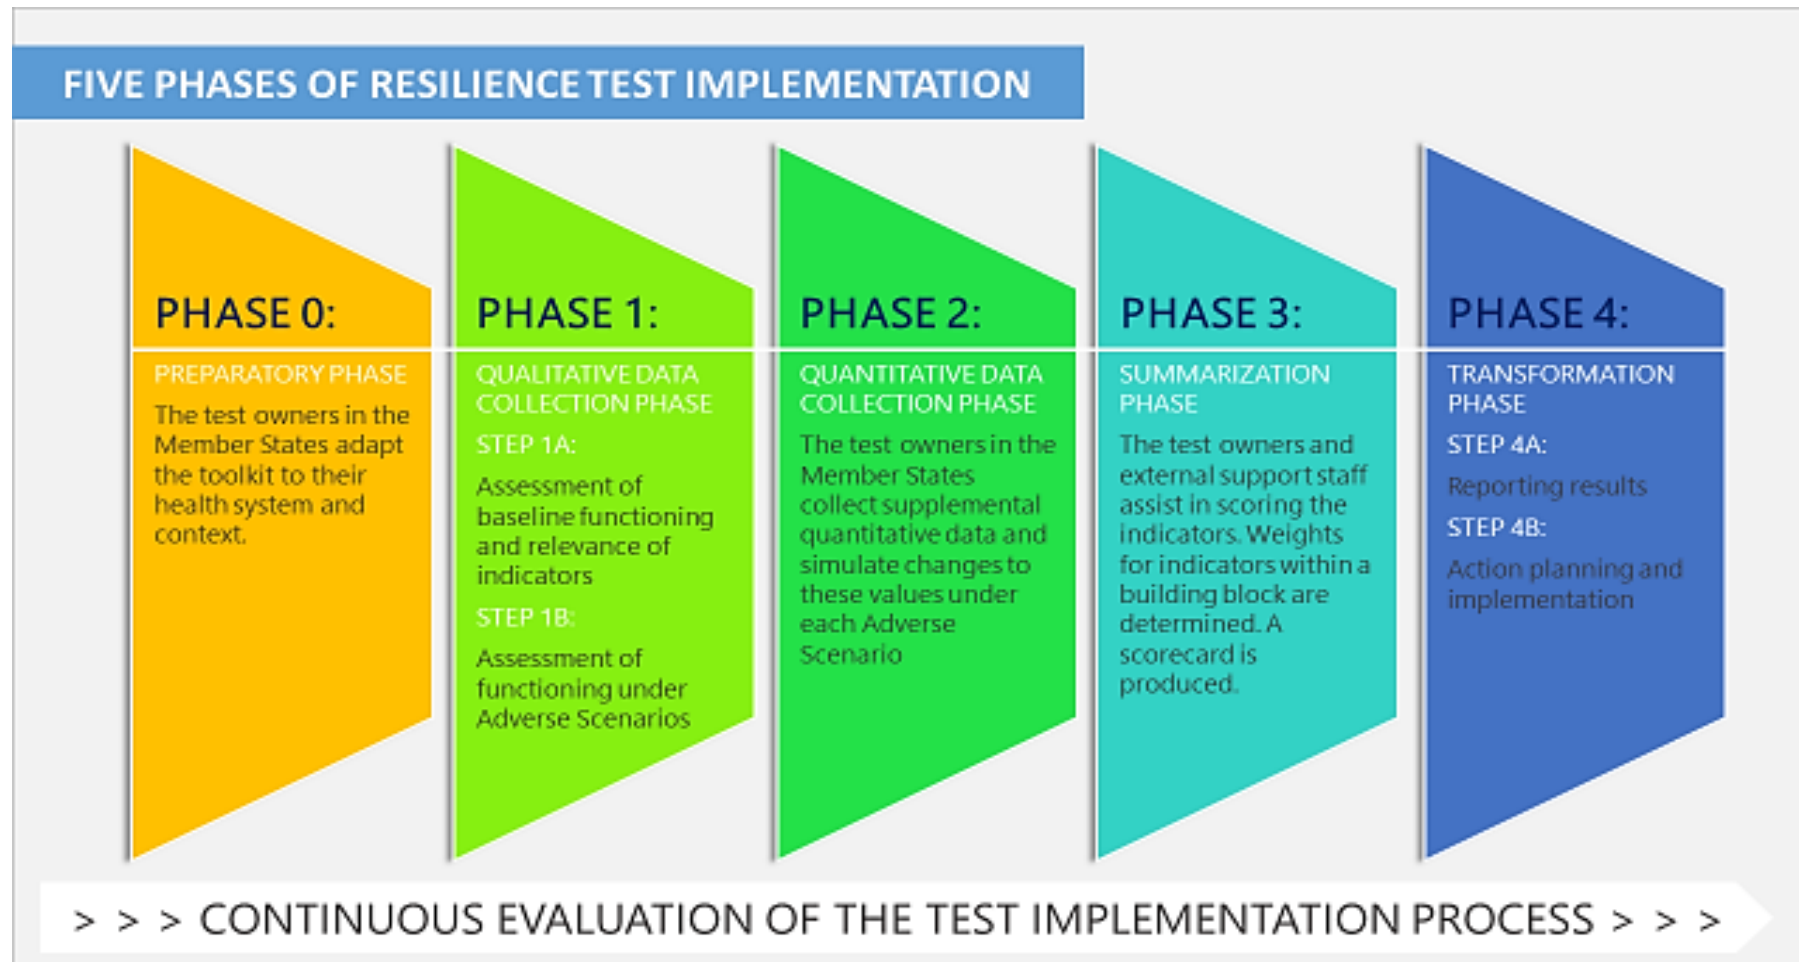 FIVE PHASES OF RESILIENCE TEST IMPLEMENTATION
PHASE 0:
PREPARATORY PHASE
The test owners in the
Member States adapt
the toolkit to their
health system and
context.
PHASE 1:
QUALITATIVE DATA
COLLECTION PHASE
STEP 1A:
Assessment of
baseline functioning
and relevance of
indicators
STEP 1B:
Assessment of
functioning under
Adverse Scenarios
PHASE 2:
QUANTITATIVE DATA
COLLECTION PHASE
The test owners in the
Member States
collect supplemental
quantitative data and
simulate changes to
these values under
each Adverse
Scenario
PHASE 3:
SUMMARIZATION
PHASE
The test owners and
external support staff
assist in scoring the
indicators. Weights
for indicators within a
building block are
determined. A
scorecard is
produced.
PHASE 4:
TRANSFORMATION
PHASE
STEP 4A:
Reporting results
STEP 4B:
Action planning and
implementation
> > > CONTINUOUS EVALUATION OF THE TEST IMPLEMENTATION PROCESS > > >